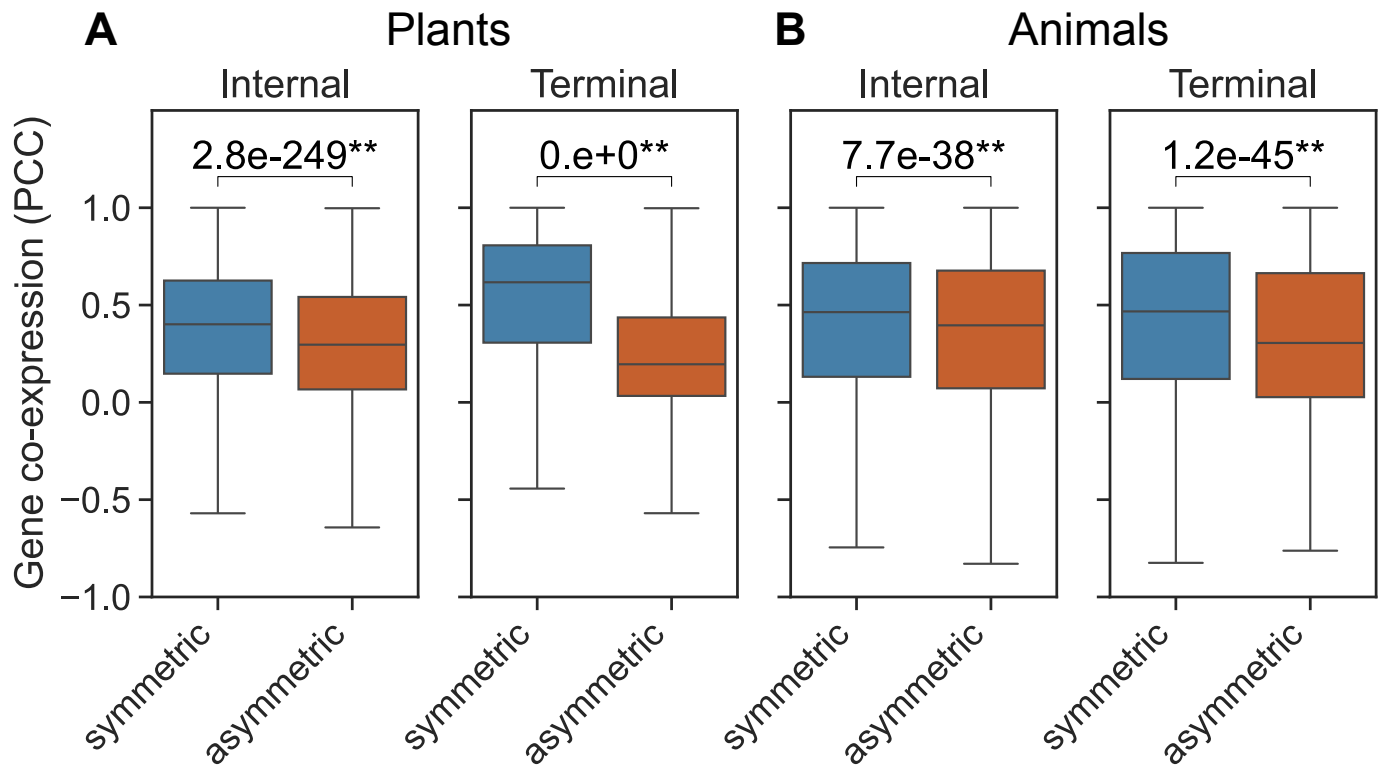 A Plants B Animals
Internal Terminal Internal Terminal
2.8e-249** 0.e+0** 7.7e-38** 1.2e-45**
Gene co-expression (PCC)
1.0
0.5
0.0
−0.5
−1.0
symmetric asymmetric symmetric asymmetric symmetric asymmetric symmetric asymmetric